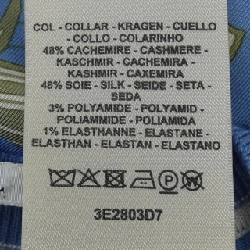 COL - COLLAR - KRAGEN - CUELLO
- COLLO - COLARINHO
48% CACHEMIRE - CASHMERE -
KASCHMIR - CACHEMIRA -
KASHMIR - CAXEMIRA
48% SOIE - SILK - SEIDE - SETA -
SEDA
3% POLYAMIDE - POLYAMID -
POLIAMMIDE - POLIAMIDA
1% ELASTHANNE - ELASTANE -
ELASTHAN - ELASTAN - ELASTANO
P
3E2803D7